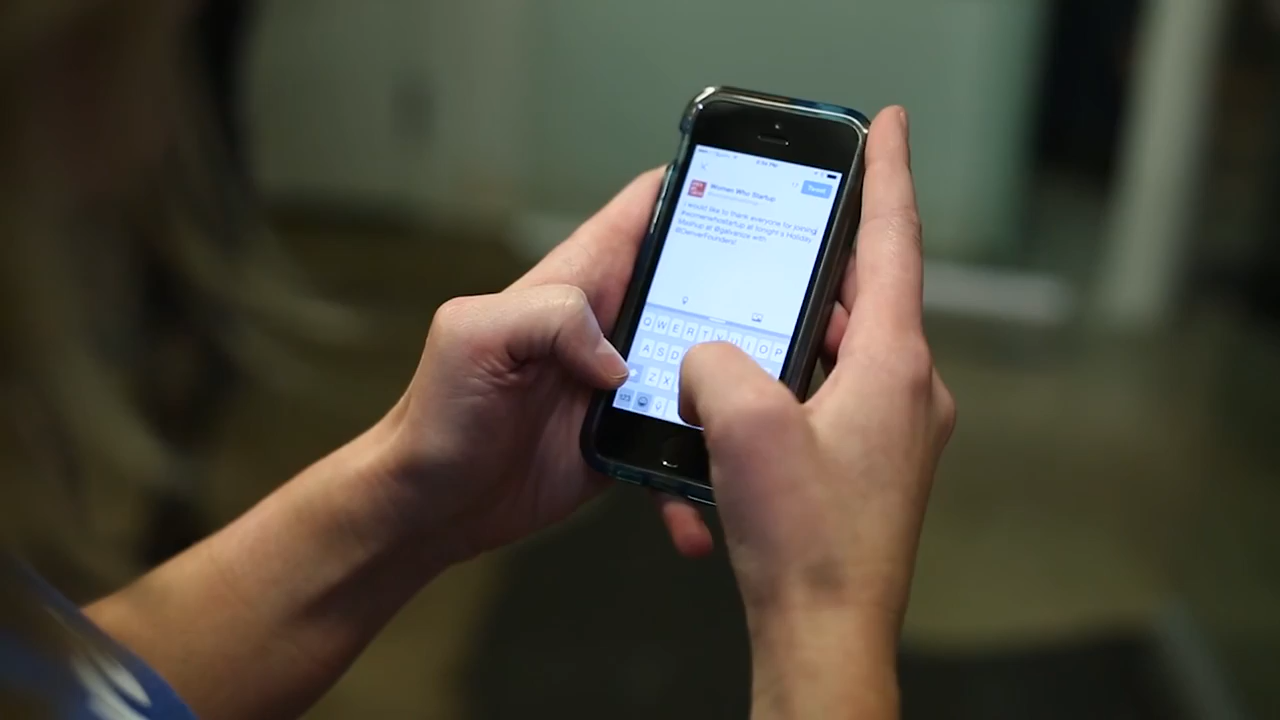 Tweet
Women Who Startup
I would like to thank everyone for joining
#womenwhostartup at tonight's Holiday
Mashup at @galvanize with
@DenverFounders!
Q W E R T Y U I O P
A S D
Z X
123